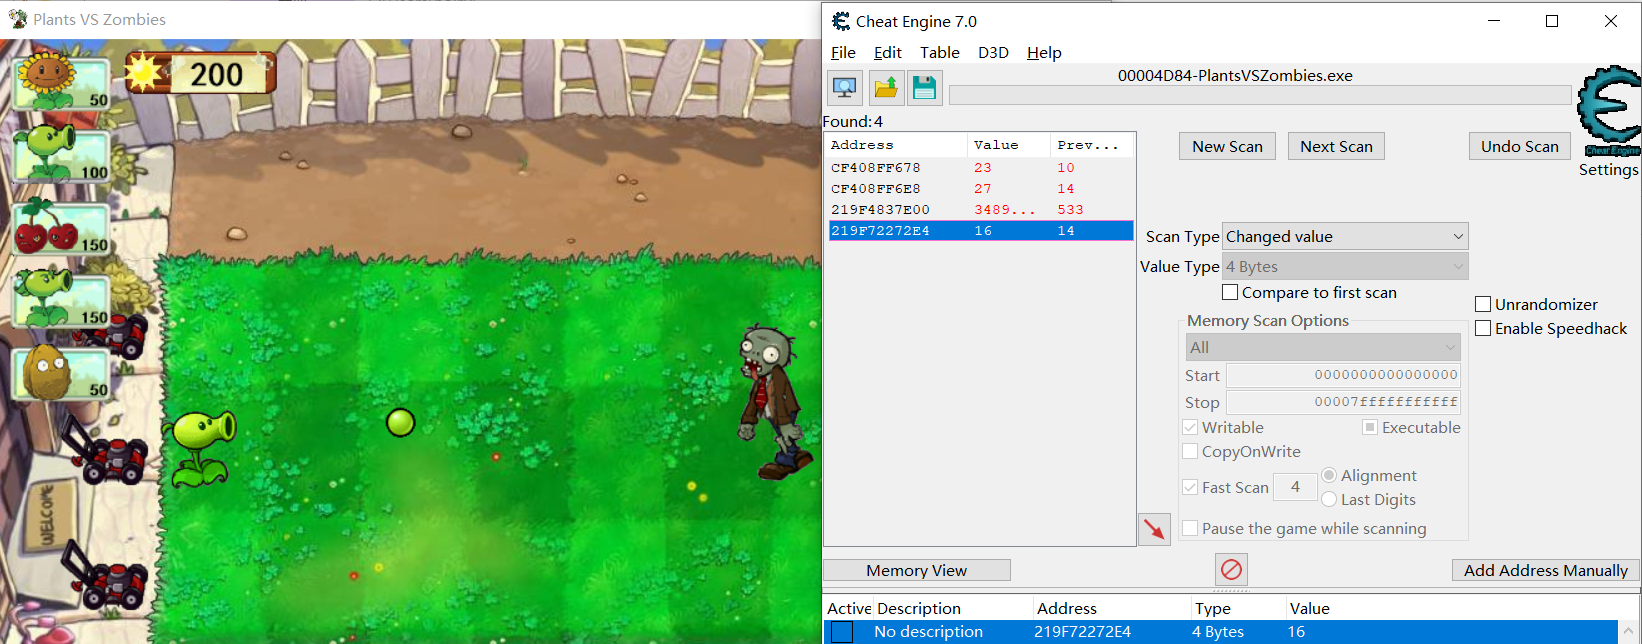 Plants VS Zombies
50
200
100
150
150
50
WELCOME
Cheat Engine 7.0
File Edit Table D3D Help
00004D84-PlantsVSZombies.exe
Found:4
Address Value Prev...
CF408FF678 23 10
CF408FF6E8 27 14
219F4837E00 3489... 533
219F72272E4 16 14
New Scan Next Scan Undo Scan
Cheat Engine
Settings
Scan Type Changed value
Value Type 4 Bytes
Compare to first scan
Unrandomizer
Enable Speedhack
Memory Scan Options
All
Start 0000000000000000
Stop 00007fffffffffff
Writable Executable
CopyOnWrite
Fast Scan 4 Alignment
Last Digits
Pause the game while scanning
Memory View Add Address Manually
Active Description Address Type Value
No description 219F72272E4 4 Bytes 16